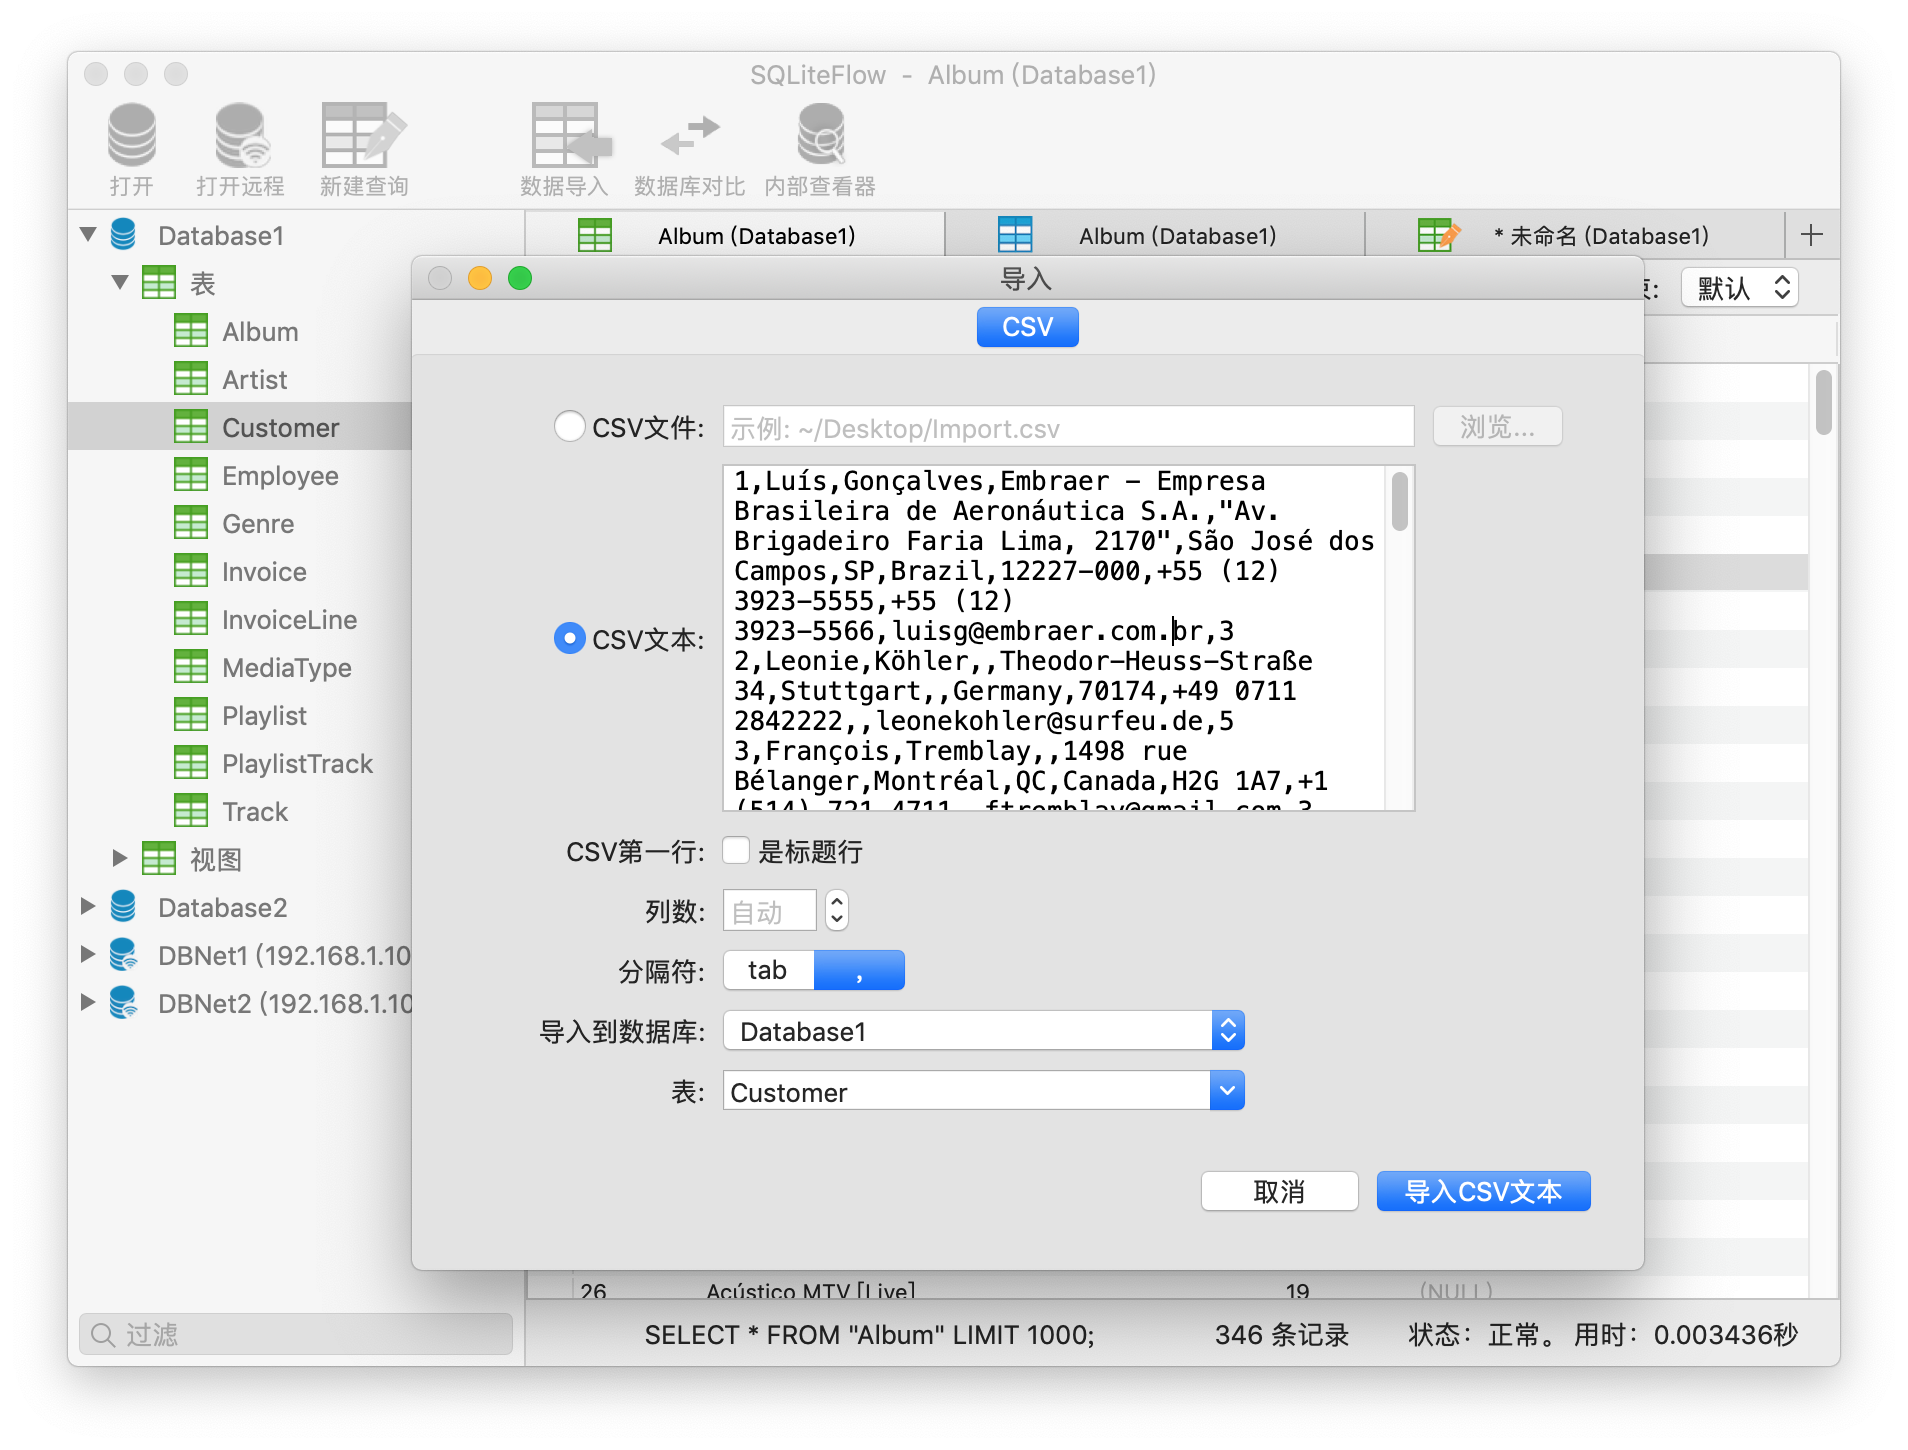 SQLiteFlow - Album (Database1)
打开
打开远程
新建查询
数据导入
数据库对比
内部查看器
Database1
表
Album
Artist
Customer
Employee
Genre
Invoice
InvoiceLine
MediaType
Playlist
PlaylistTrack
Track
视图
Database2
DBNet1 (192.168.1.10
DBNet2 (192.168.1.10
过滤
Album (Database1)
Album (Database1)
* 未命名 (Database1)
默认
导入
CSV
CSV文件:
示例: ~/Desktop/Import.csv
浏览...
CSV文本:
1,Luís,Gonçalves,Embraer - Empresa
Brasileira de Aeronáutica S.A.,"Av.
Brigadeiro Faria Lima, 2170",São José dos
Campos,SP,Brazil,12227-000,+55 (12)
3923-5555,+55 (12)
3923-5566,luisg@embraer.com.br,3
2,Leonie,Köhler,,Theodor-Heuss-Straße
34,Stuttgart,,Germany,70174,+49 0711
2842222,,leonekohler@surfeu.de,5
3,François,Tremblay,,1498 rue
Bélanger,Montréal,QC,Canada,H2G 1A7,+1
(514) 721-4711,,ftremblay@gmail.com,3
CSV第一行:
是标题行
列数:
自动
分隔符:
tab
,
导入到数据库:
Database1
表:
Customer
取消
导入CSV文本
26 Acústico MTV [Live] 19 (NULL)
SELECT * FROM "Album" LIMIT 1000;
346 条记录
状态：正常。用时：0.003436秒